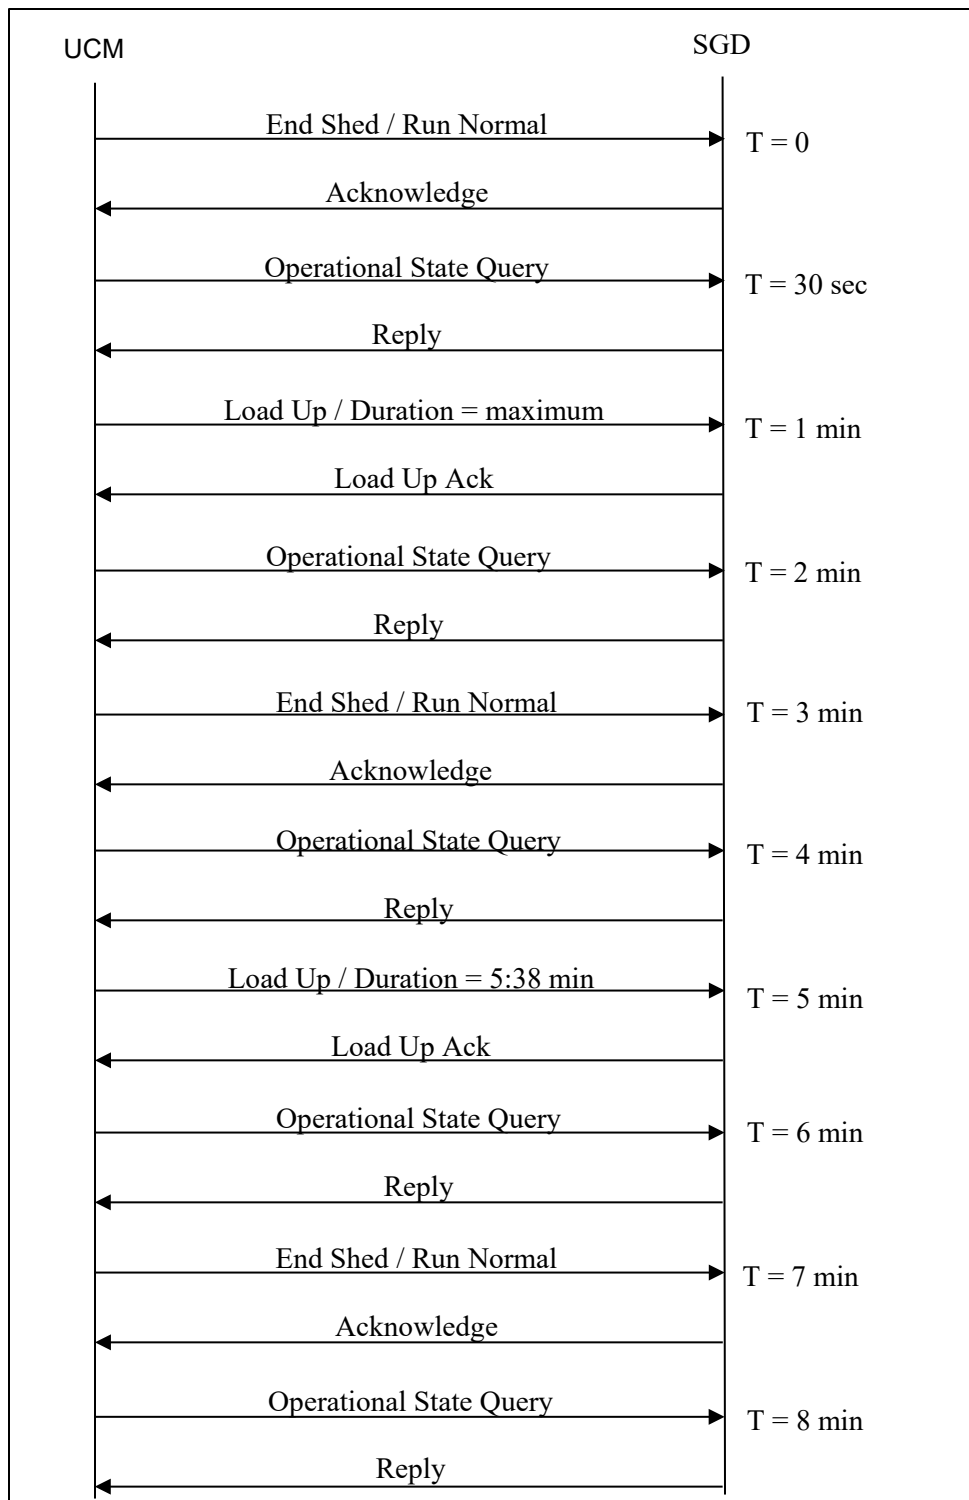 UCM
SGD
End Shed / Run Normal
T = 0
Acknowledge
Operational State Query
T = 30 sec
Reply
Load Up / Duration = maximum
T = 1 min
Load Up Ack
Operational State Query
T = 2 min
Reply
End Shed / Run Normal
T = 3 min
Acknowledge
Operational State Query
T = 4 min
Reply
Load Up / Duration = 5:38 min
T = 5 min
Load Up Ack
Operational State Query
T = 6 min
Reply
End Shed / Run Normal
T = 7 min
Acknowledge
Operational State Query
T = 8 min
Reply